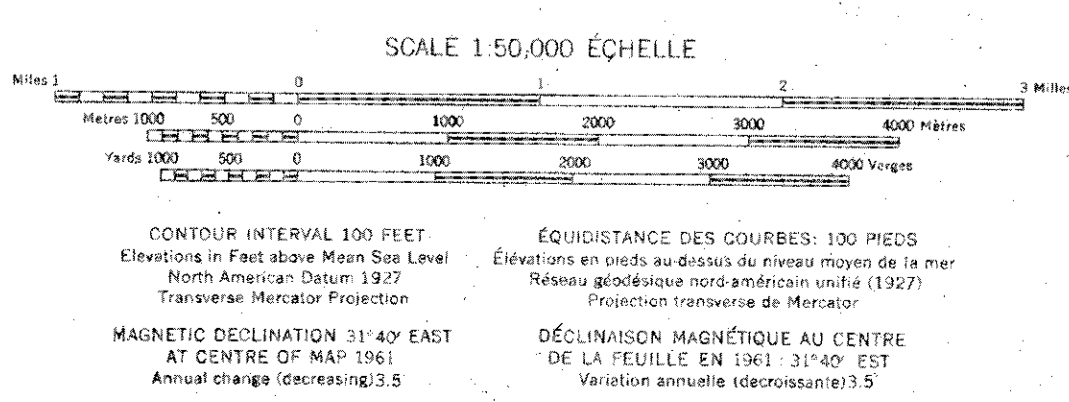 SCALE 1:50,000 ÉCHELLE
Miles 1 0 1 2 3 Milles
Metres 1000 500 0 1000 2000 3000 4000 Mètres
Yards 1000 500 0 1000 2000 3000 4000 Verges
CONTOUR INTERVAL 100 FEET
Elevations in Feet above Mean Sea Level
North American Datum 1927
Transverse Mercator Projection
ÉQUIDISTANCE DES COURBES: 100 PIEDS
Élévations en pieds au-dessus du niveau moyen de la mer
Réseau géodésique nord-américain unifié (1927)
Projection transverse de Mercator
MAGNETIC DECLINATION 31°40' EAST
AT CENTRE OF MAP 1961
Annual change (decreasing) 3.5'
DÉCLINAISON MAGNÉTIQUE AU CENTRE
DE LA FEUILLE EN 1961 : 31°40' EST
Variation annuelle (decroissante) 3.5'